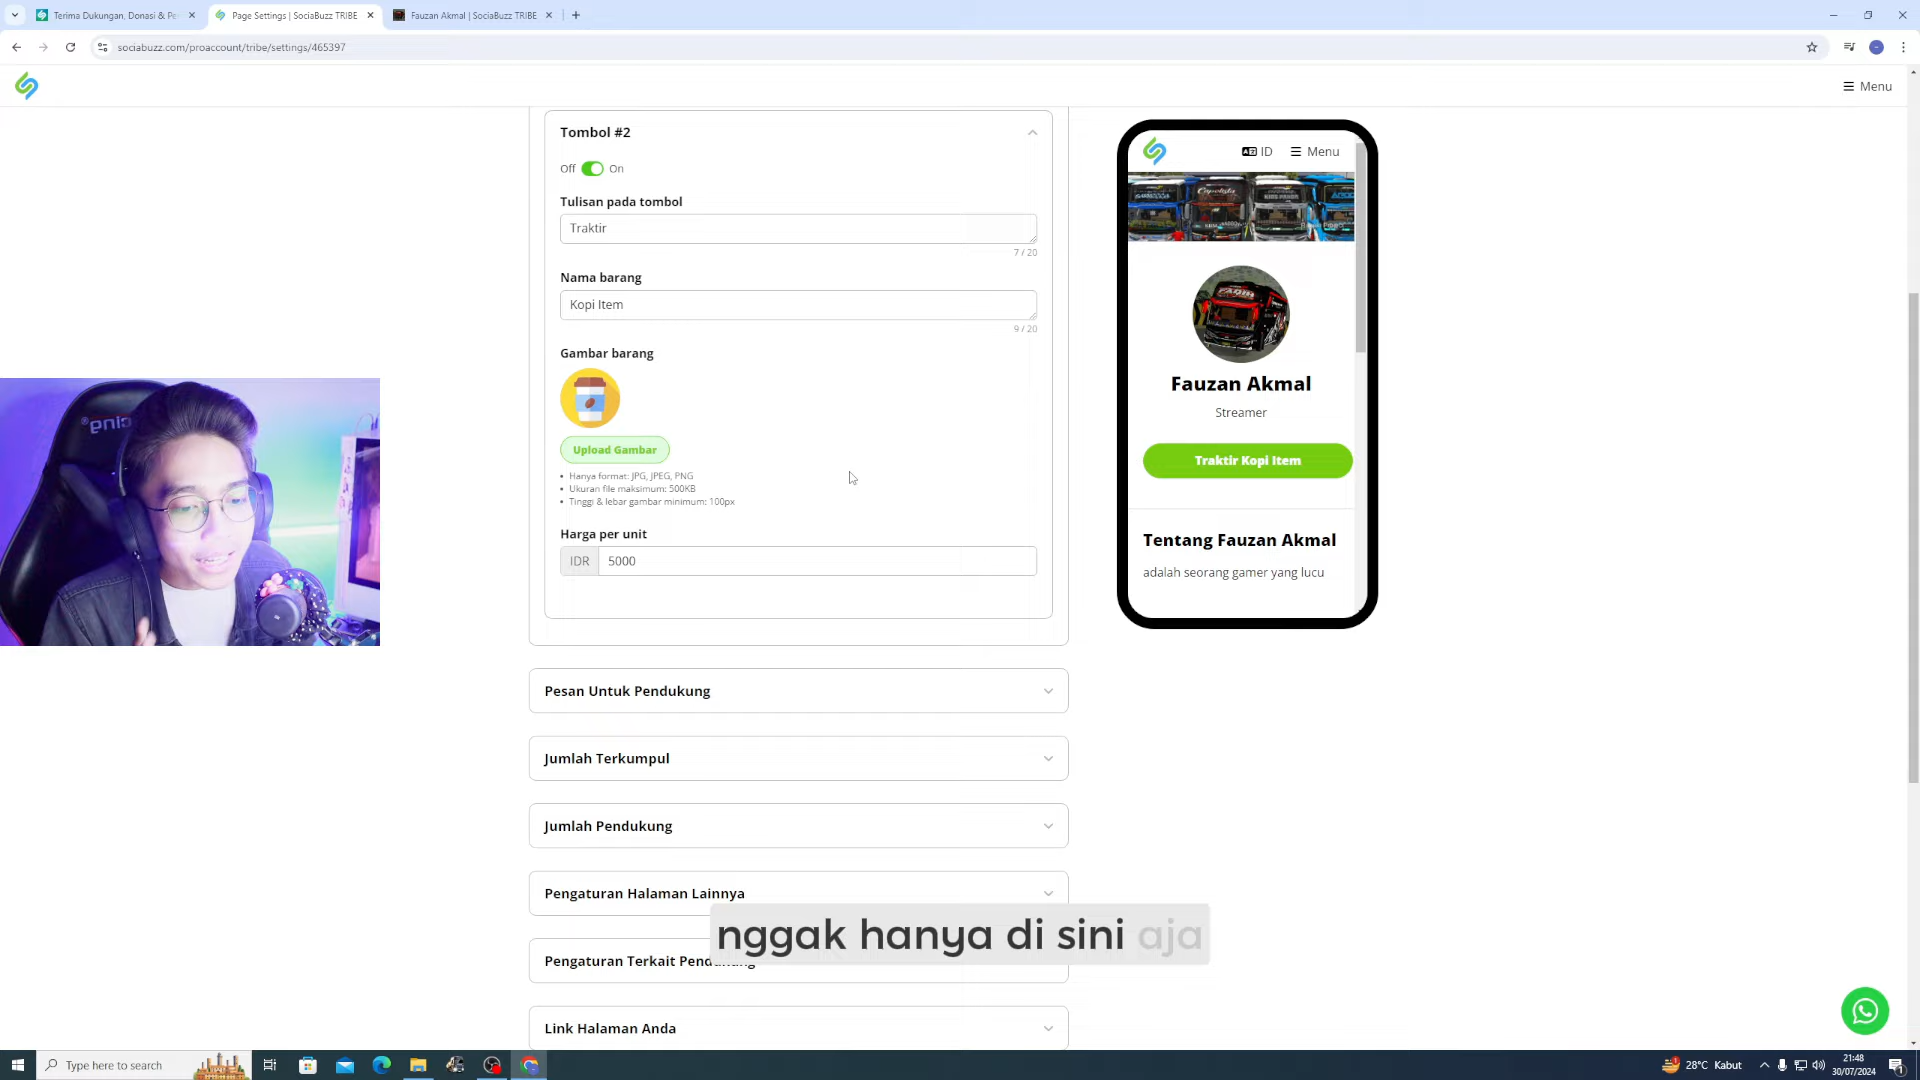 Terima Dukungan, Donasi & Pe
Page Settings | SociaBuzz TRIBE
Fauzan Akmal | SociaBuzz TRIBE
sociabuzz.com/proaccount/tribe/settings/465397
Menu
Tombol #2
Off On
Tulisan pada tombol
Traktir
7 / 20
Nama barang
Kopi Item
9 / 20
Gambar barang
Upload Gambar
Hanya format: JPG, JPEG, PNG
Ukuran file maksimum: 500KB
Tinggi & lebar gambar minimum: 100px
Harga per unit
IDR 5000
Pesan Untuk Pendukung
Jumlah Terkumpul
Jumlah Pendukung
Pengaturan Halaman Lainnya
Pengaturan Terkait Pendukung
Link Halaman Anda
ID Menu
Fauzan Akmal
Streamer
Traktir Kopi Item
Tentang Fauzan Akmal
adalah seorang gamer yang lucu
nggak hanya di sini aja
Type here to search
28°C Kabut
21:48
30/07/2024